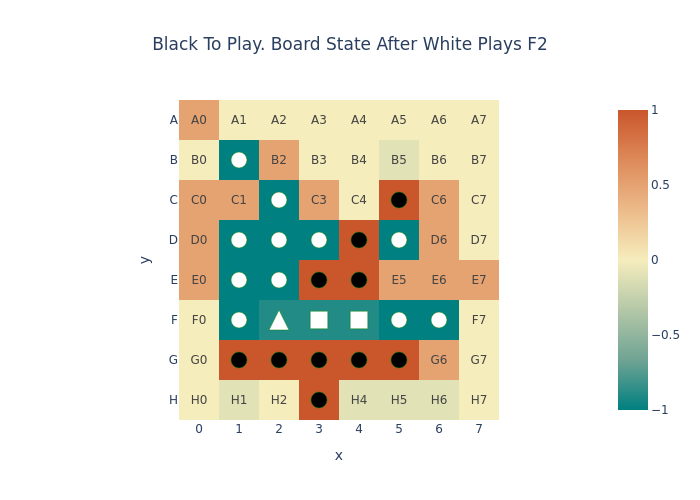 Black To Play. Board State After White Plays F2
A A0 A1 A2 A3 A4 A5 A6 A7
B B0 B2 B3 B4 B5 B6 B7
C C0 C1 C3 C4 C6 C7
D D0 D6 D7
E E0 E5 E6 E7
F F0 F7
G G0 G6 G7
H H0 H1 H2 H4 H5 H6 H7
0 1 2 3 4 5 6 7
x
y
1
0.5
0
−0.5
−1